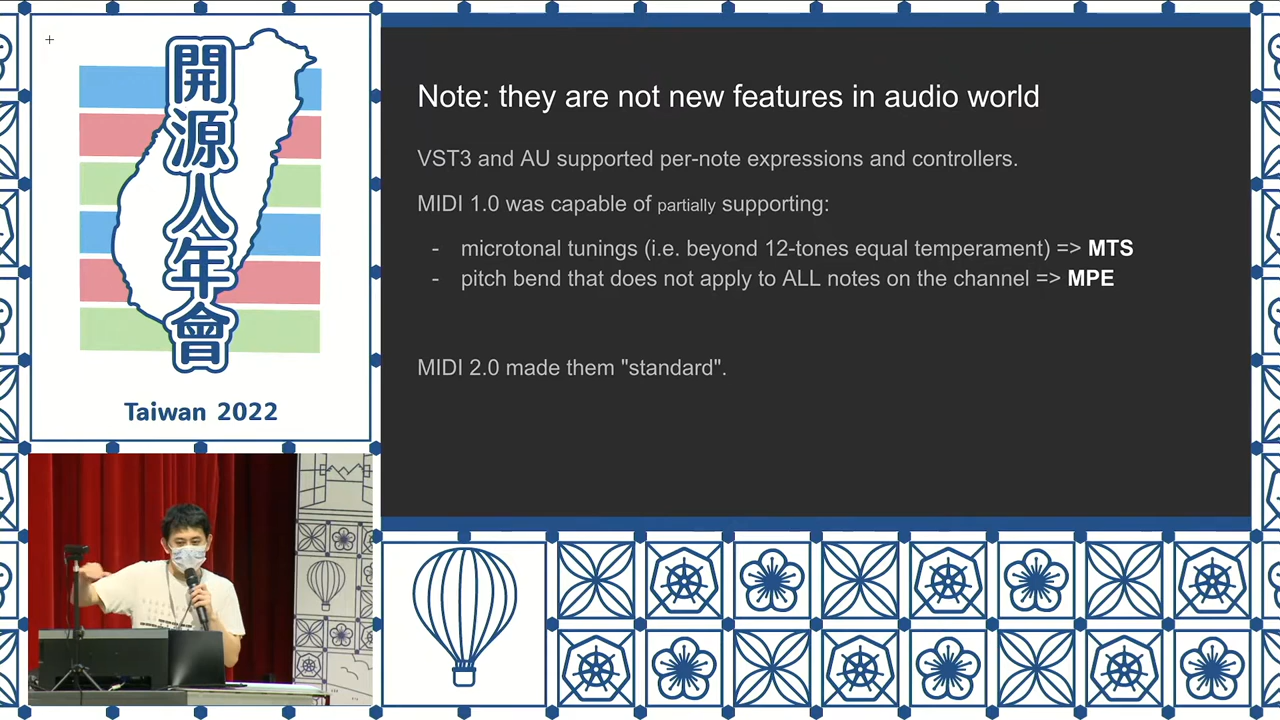 開源人年會
Taiwan 2022
Note: they are not new features in audio world
VST3 and AU supported per-note expressions and controllers.
MIDI 1.0 was capable of partially supporting:
- microtonal tunings (i.e. beyond 12-tones equal temperament) => MTS
- pitch bend that does not apply to ALL notes on the channel => MPE
MIDI 2.0 made them "standard".